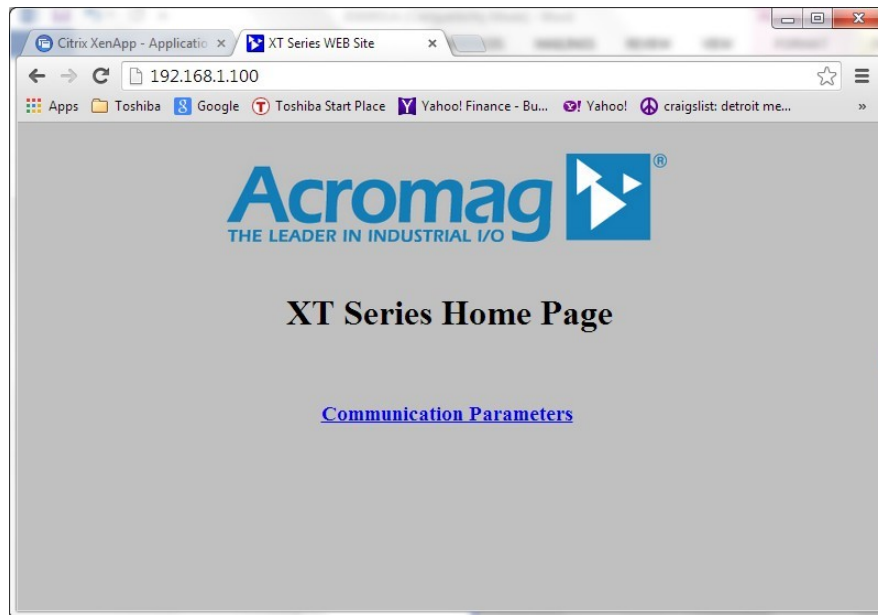 Citrix XenApp - Applicatio
XT Series WEB Site
192.168.1.100
Apps
Toshiba
Google
Toshiba Start Place
Yahoo! Finance - Bu...
Yahoo!
craigslist: detroit me...
»
Acromag®
THE LEADER IN INDUSTRIAL I/O
XT Series Home Page
Communication Parameters